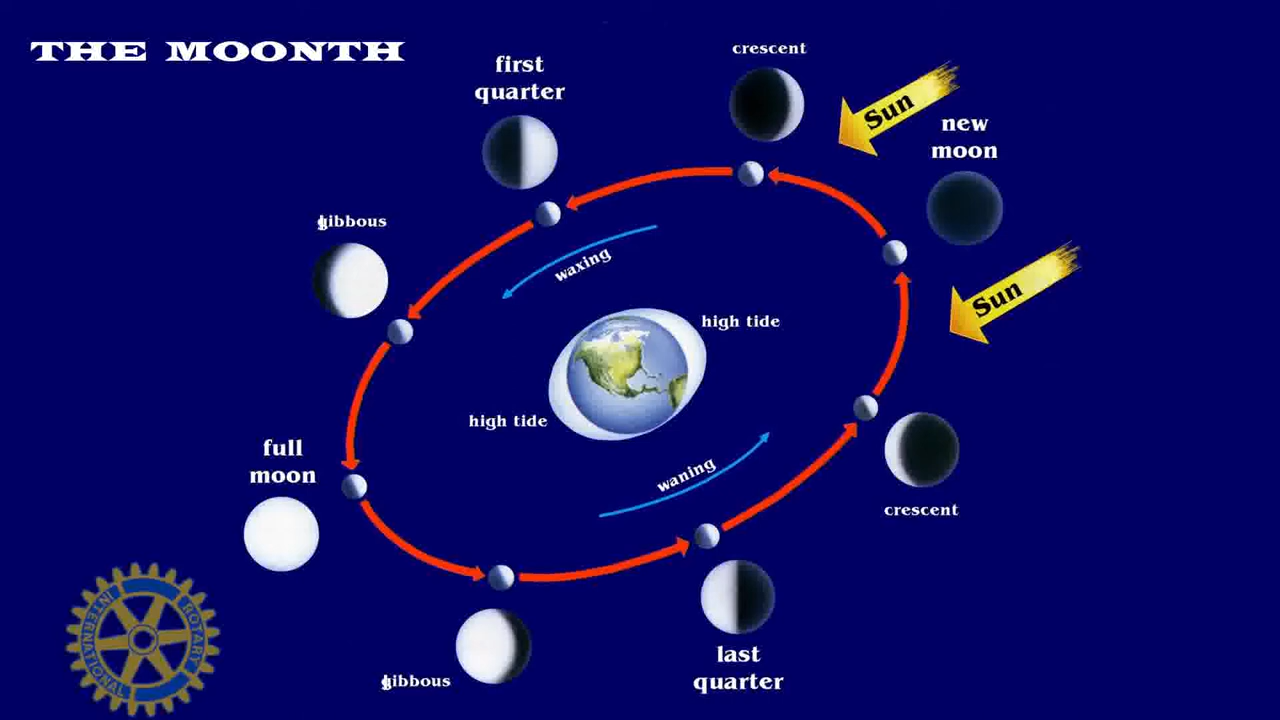 THE MOONTH
crescent
first
quarter
Sun
new
moon
gibbous
waxing
Sun
high tide
high tide
full
moon
waning
crescent
last
quarter
gibbous
ROTARY
INTERNATIONAL